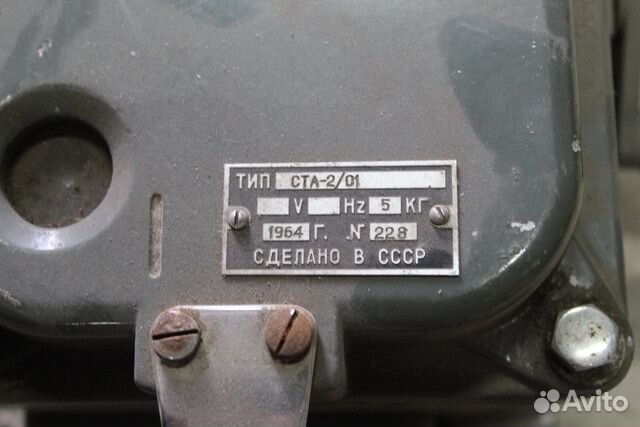 ТИП СТА-2/01
V Hz 5 КГ
1964 Г. № 228
СДЕЛАНО В СССР
Avito